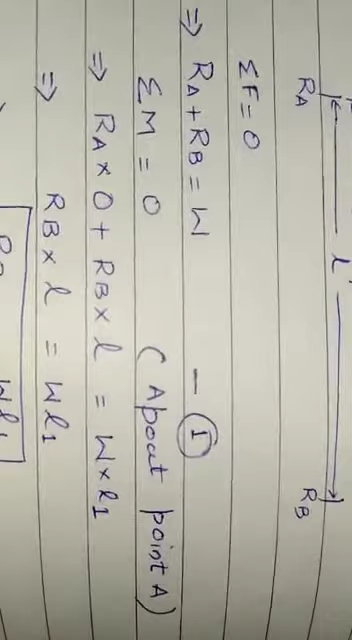 l
RA RB
ΣF = 0
⇒ RA + RB = W — (1)
ΣM = 0 (About point A)
⇒ RA × 0 + RB × l = W × l1
⇒ RB × l = Wl1